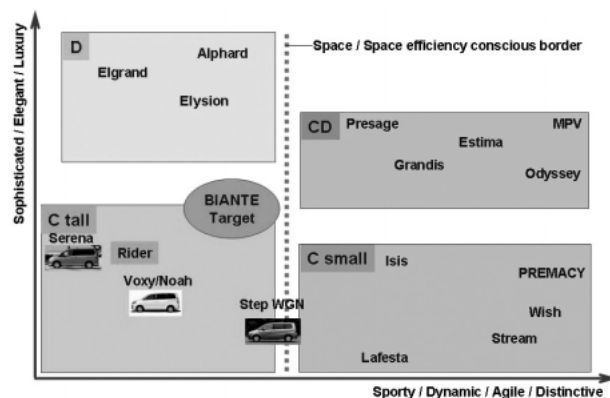 Sophisticated / Elegant / Luxury
D
Alphard
Elgrand
Elysion
Space / Space efficiency conscious border
CD
Presage
MPV
Estima
Grandis
Odyssey
BIANTE
Target
C tall
Serena
Rider
Voxy/Noah
Step WGN
C small
Isis
PREMACY
Wish
Stream
Lafesta
Sporty / Dynamic / Agile / Distinctive